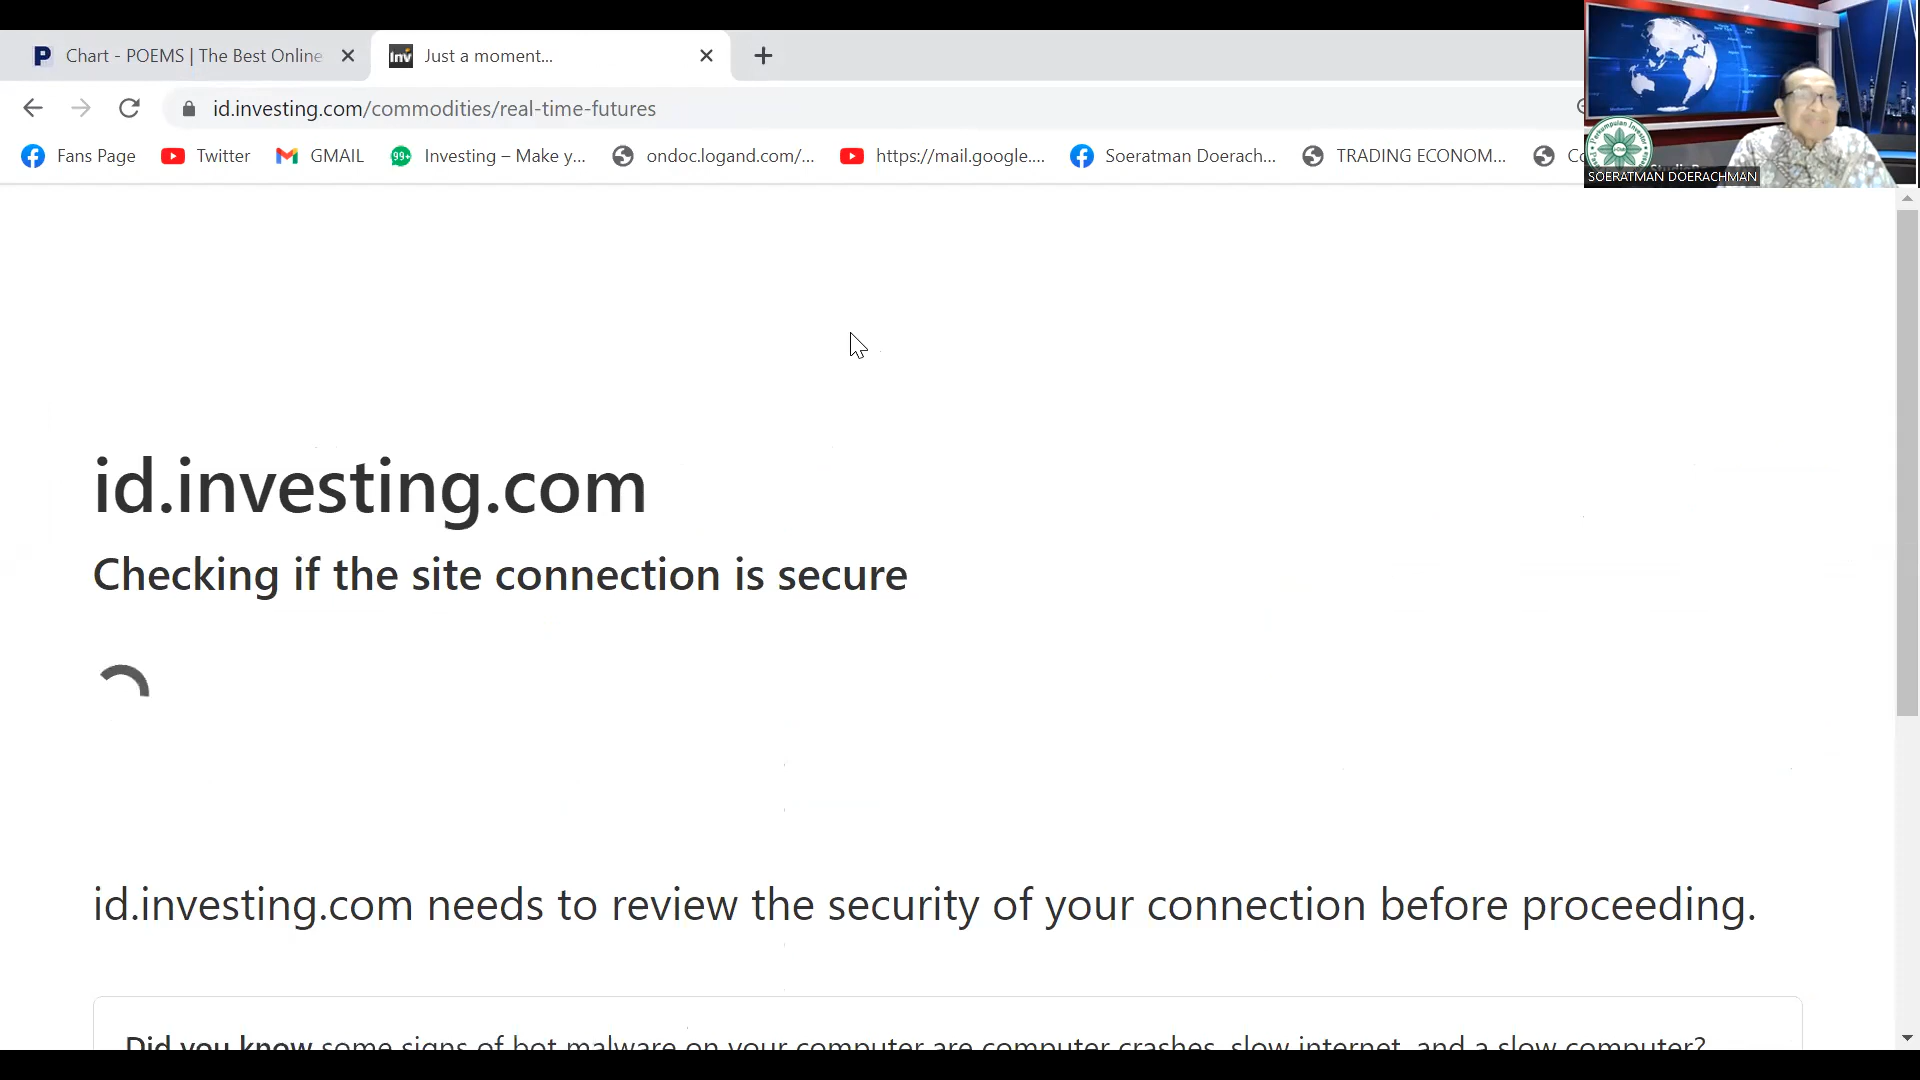 Chart - POEMS | The Best Online
Just a moment...
id.investing.com/commodities/real-time-futures
Fans Page
Twitter
GMAIL
99+
Investing – Make y...
ondoc.logand.com/...
https://mail.google....
Soeratman Doerach...
TRADING ECONOM...
SOERATMAN DOERACHMAN
id.investing.com
Checking if the site connection is secure
id.investing.com needs to review the security of your connection before proceeding.
Did you know some signs of bot malware on your computer are computer crashes, slow internet, and a slow computer?